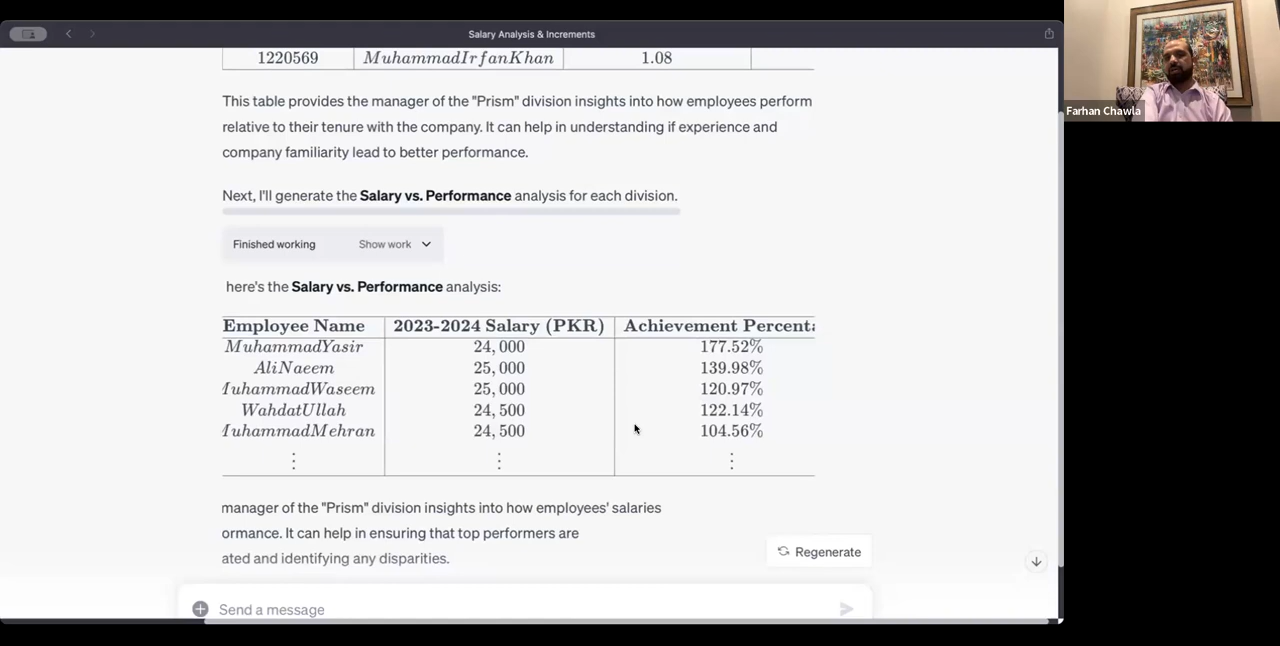 Salary Analysis & Increments
1220569 MuhammadIrfanKhan 1.08
Farhan Chawla
This table provides the manager of the "Prism" division insights into how employees perform
relative to their tenure with the company. It can help in understanding if experience and
company familiarity lead to better performance.
Next, I'll generate the Salary vs. Performance analysis for each division.
Finished working Show work
here's the Salary vs. Performance analysis:
Employee Name 2023-2024 Salary (PKR) Achievement Percenta
MuhammadYasir 24,000 177.52%
AliNaeem 25,000 139.98%
MuhammadWaseem 25,000 120.97%
WahdatUllah 24,500 122.14%
MuhammadMehran 24,500 104.56%
⋮ ⋮ ⋮
manager of the "Prism" division insights into how employees' salaries
ormance. It can help in ensuring that top performers are
ated and identifying any disparities.
Regenerate
Send a message